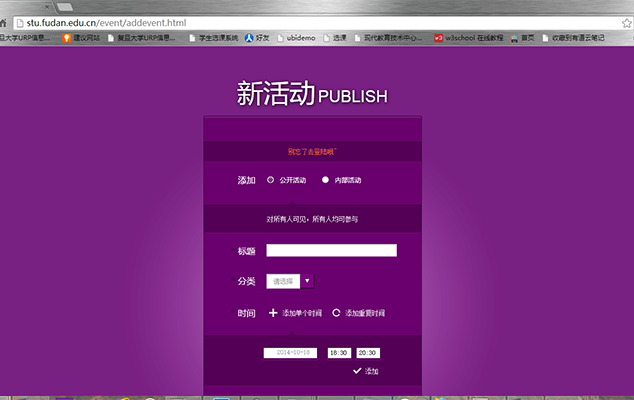 stu.fudan.edu.cn/event/addevent.html
旦大学URP信息... 建设网站 复旦大学URP信息... 学生选课系统 好友 ubidemo 选课 现代教育技术中心... w3school 在线教程 首页 收藏到有道云笔记
新活动 PUBLISH
别忘了去登陆哦~
添加 公开活动 内部活动
对所有人可见，所有人均可参与
标题
分类 请选择
时间 添加单个时间 添加重复时间
2014-10-18 18:30 20:30
添加